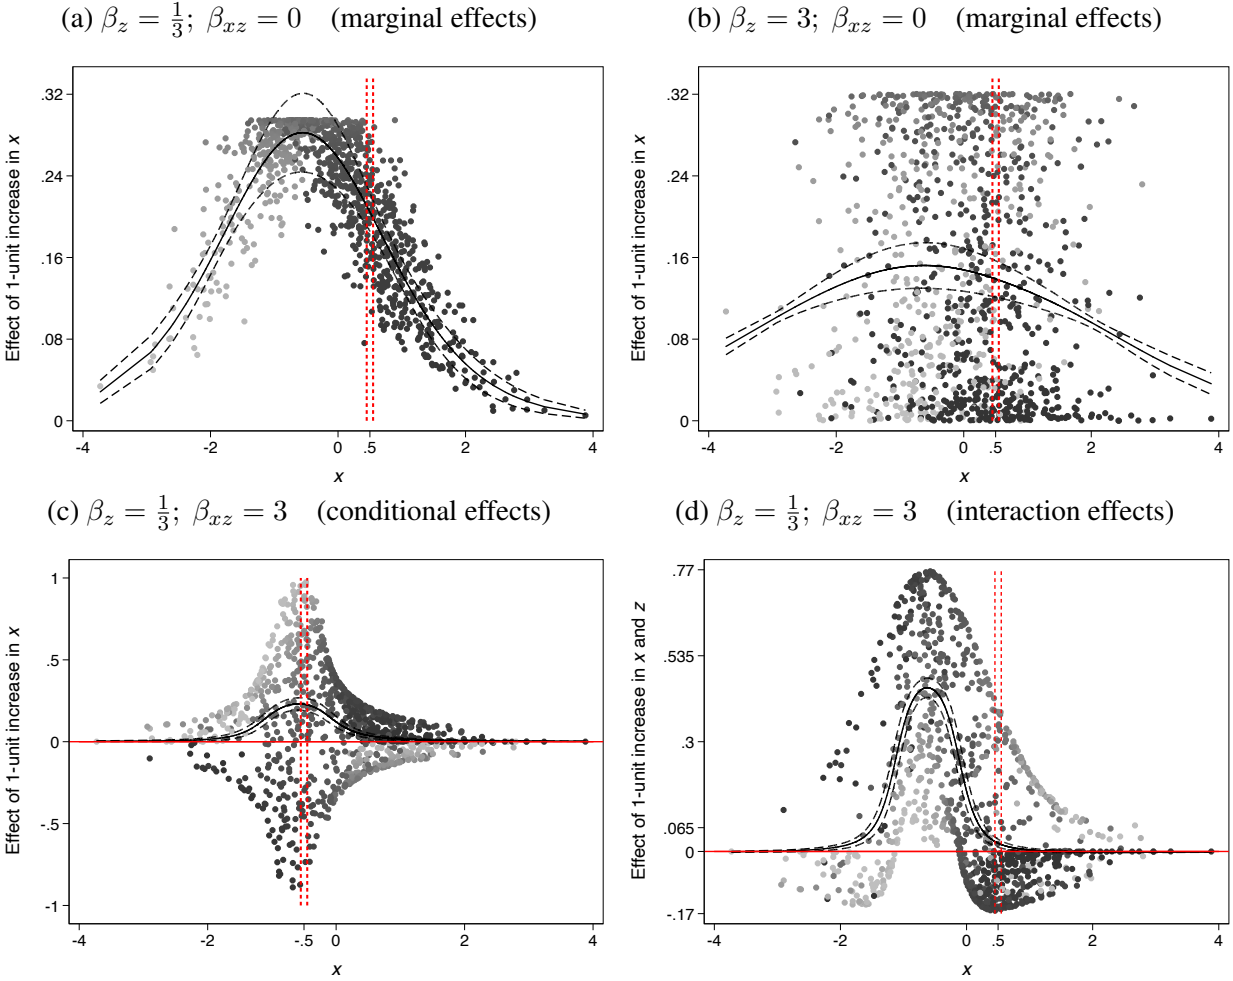 (a) β_z = 1/3; β_xz = 0 (marginal effects)
Effect of 1-unit increase in x
.32
.24
.16
.08
0
-4 -2 0 .5 2 4
x
(b) β_z = 3; β_xz = 0 (marginal effects)
Effect of 1-unit increase in x
.32
.24
.16
.08
0
-4 -2 0 .5 2 4
x
(c) β_z = 1/3; β_xz = 3 (conditional effects)
Effect of 1-unit increase in x
1
.5
0
-.5
-1
-4 -2 -.5 0 2 4
x
(d) β_z = 1/3; β_xz = 3 (interaction effects)
Effect of 1-unit increase in x and z
.77
.535
.3
.065
0
-.17
-4 -2 0 .5 2 4
x